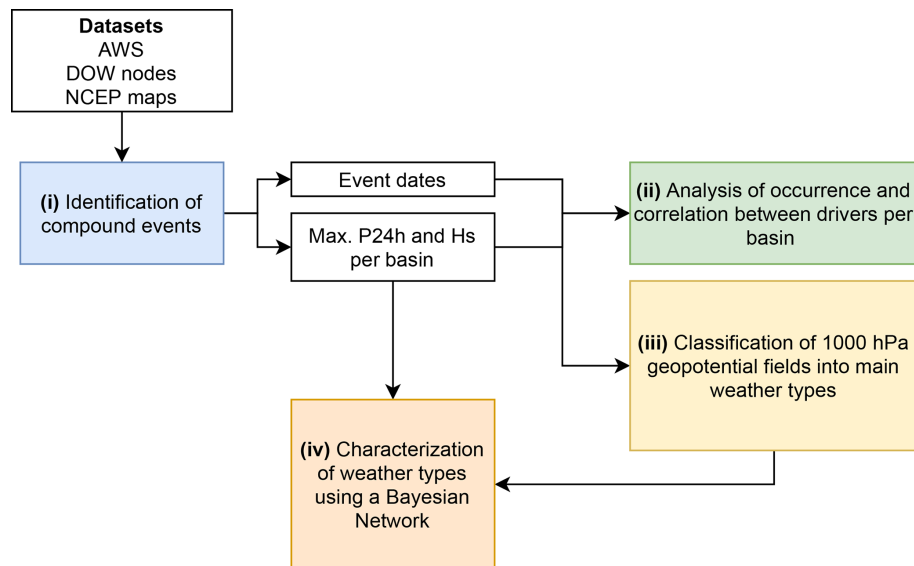 Datasets
AWS
DOW nodes
NCEP maps
(i) Identification of
compound events
Event dates
Max. P24h and Hs
per basin
(ii) Analysis of occurrence and
correlation between drivers per
basin
(iii) Classification of 1000 hPa
geopotential fields into main
weather types
(iv) Characterization
of weather types
using a Bayesian
Network